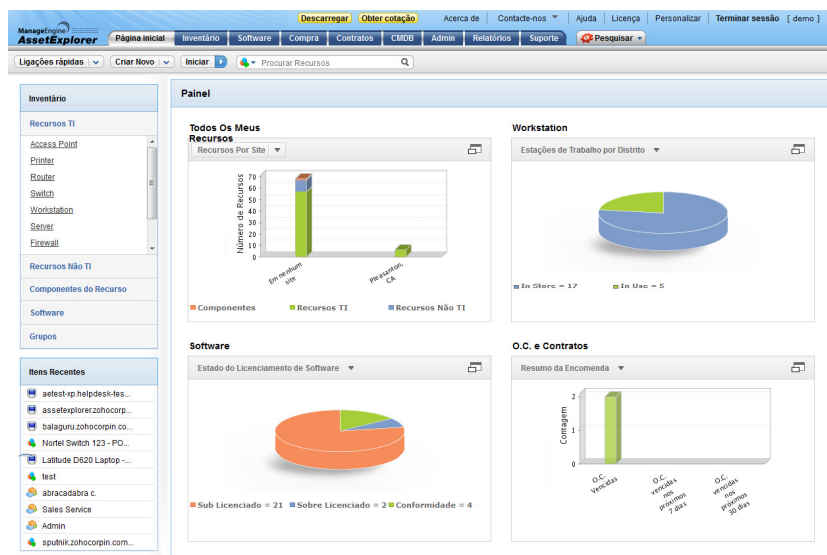 Descarregar Obter cotação Acerca de Contacte-nos Ajuda Licença Personalizar Terminar sessão [ demo ]
ManageEngine
AssetExplorer Página inicial Inventário Software Compra Contratos CMDB Admin Relatórios Suporte Pesquisar
Ligações rápidas Criar Novo Iniciar Procurar Recursos
Inventário
Recursos TI
Access Point
Printer
Router
Switch
Workstation
Server
Firewall
Recursos Não TI
Componentes do Recurso
Software
Grupos
Itens Recentes
aetest-xp.helpdesk-tes...
assetexplorer.zohocorp...
balaguru.zohocorpin.co...
Nortel Switch 123 - PO...
Latitude D620 Laptop -...
test
abracadabra c.
Sales Service
Admin
sputnik.zohocorpin.com...
Painel
Todos Os Meus
Recursos
Recursos Por Site
Número de Recursos
70
60
50
40
30
20
10
0
Em nenhum
site
Pleasanton,
CA
Componentes Recursos TI Recursos Não TI
Workstation
Estações de Trabalho por Distrito
In Store = 17 In Use = 5
Software
Estado do Licenciamento de Software
Sub Licenciado = 21 Sobre Licenciado = 2 Conformidade = 4
O.C. e Contratos
Resumo da Encomenda
Contagem
2
1
0
O.C.
Vencidas
O.C.
vencidas
nos
próximos
7 dias
O.C.
vencidas
nos
próximos
30 dias